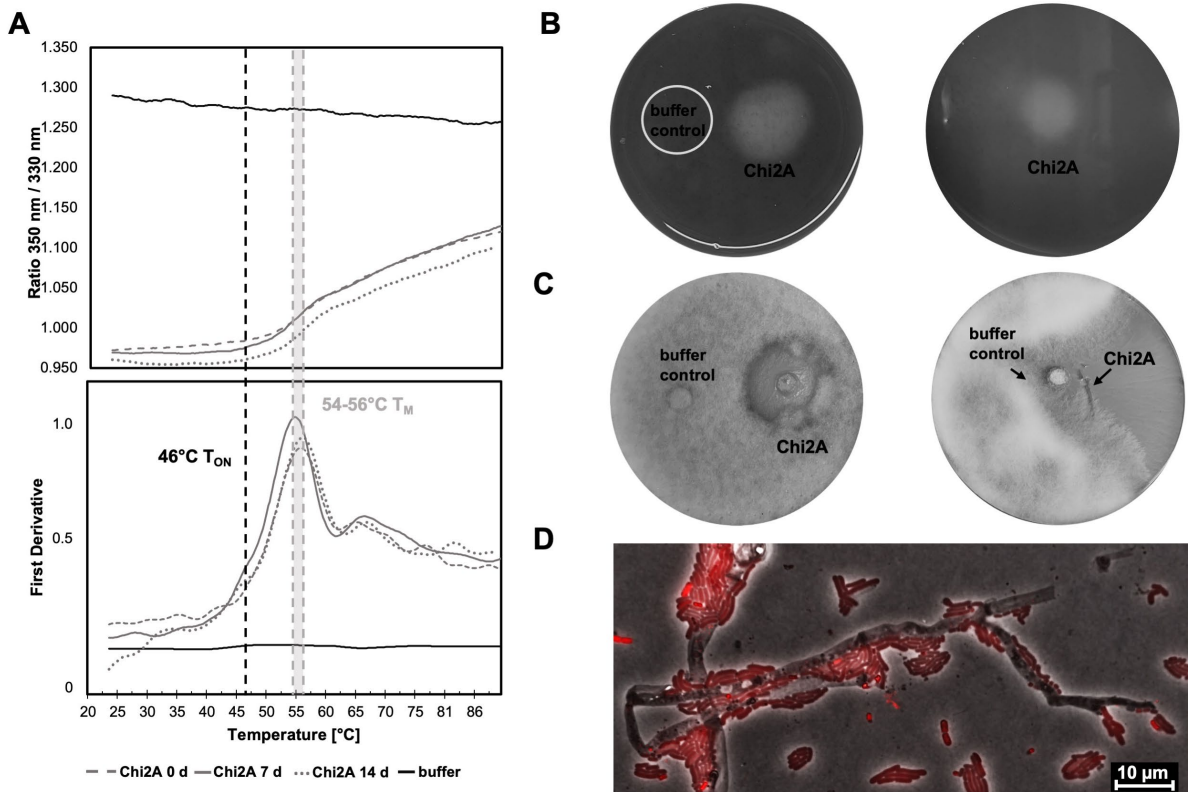 A
1.350
1.300
1.250
1.200
1.150
1.100
1.050
1.000
0.950
Ratio 350 nm / 330 nm
54-56°C TM
46°C TON
1.0
0.5
0
First Derivative
20 25 30 35 40 45 50 55 60 65 70 75 81 86
Temperature [°C]
Chi2A 0 d Chi2A 7 d Chi2A 14 d buffer
B
buffer
control
Chi2A
Chi2A
C
buffer
control
Chi2A
buffer
control
Chi2A
D
10 µm